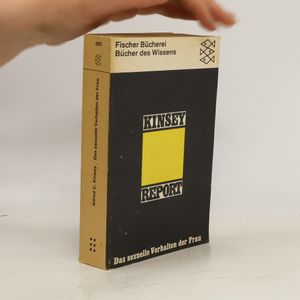 Fischer Bücherei
Bücher des Wissens
KINSEY
REPORT
Das sexuelle Verhalten der Frau
Alfred C. Kinsey Das sexuelle Verhalten der Frau